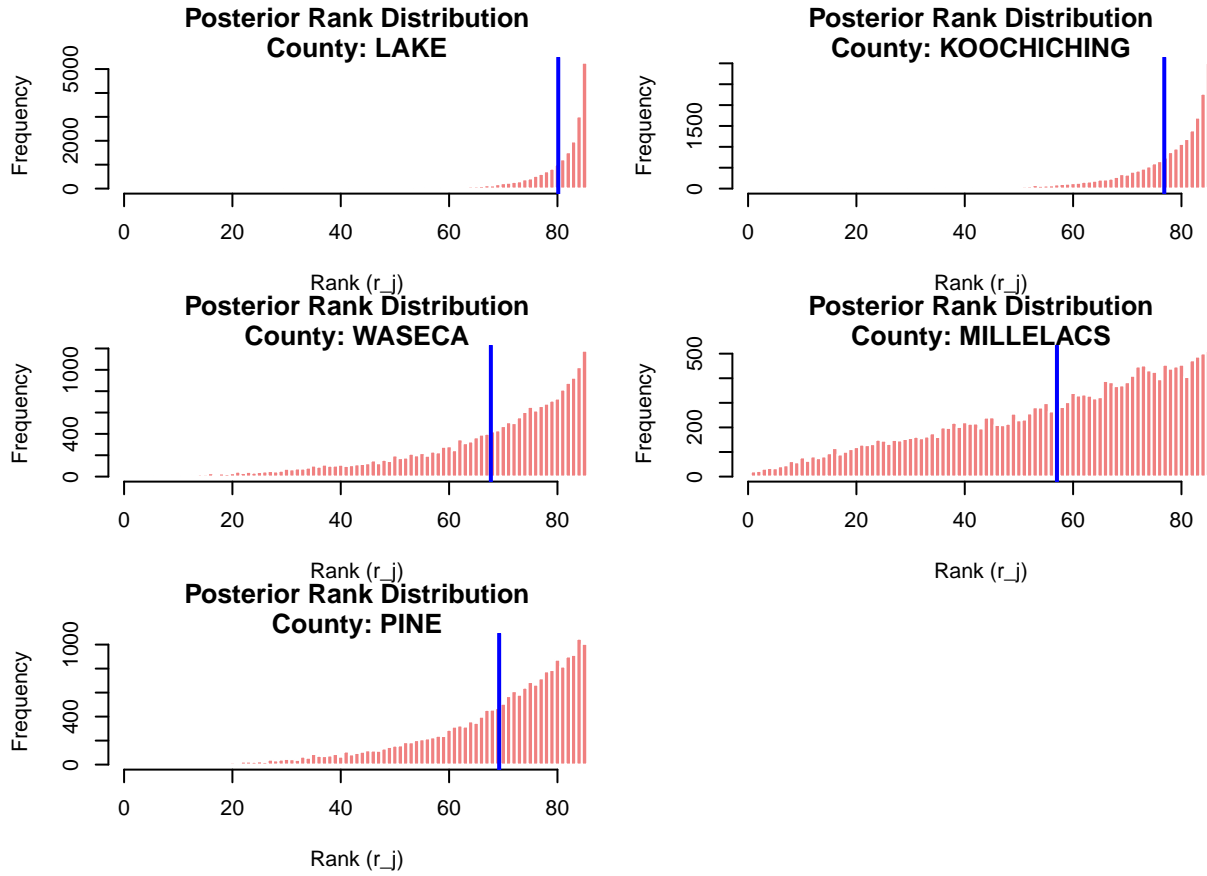 Posterior Rank Distribution
County: LAKE
Frequency
5000
2000
0
0 20 40 60 80
Rank (r_j)
Posterior Rank Distribution
County: KOOCHICHING
Frequency
1500
0
0 20 40 60 80
Rank (r_j)
Posterior Rank Distribution
County: WASECA
Frequency
1000
400
0
0 20 40 60 80
Rank (r_j)
Posterior Rank Distribution
County: MILLELACS
Frequency
500
200
0
0 20 40 60 80
Rank (r_j)
Posterior Rank Distribution
County: PINE
Frequency
1000
400
0
0 20 40 60 80
Rank (r_j)